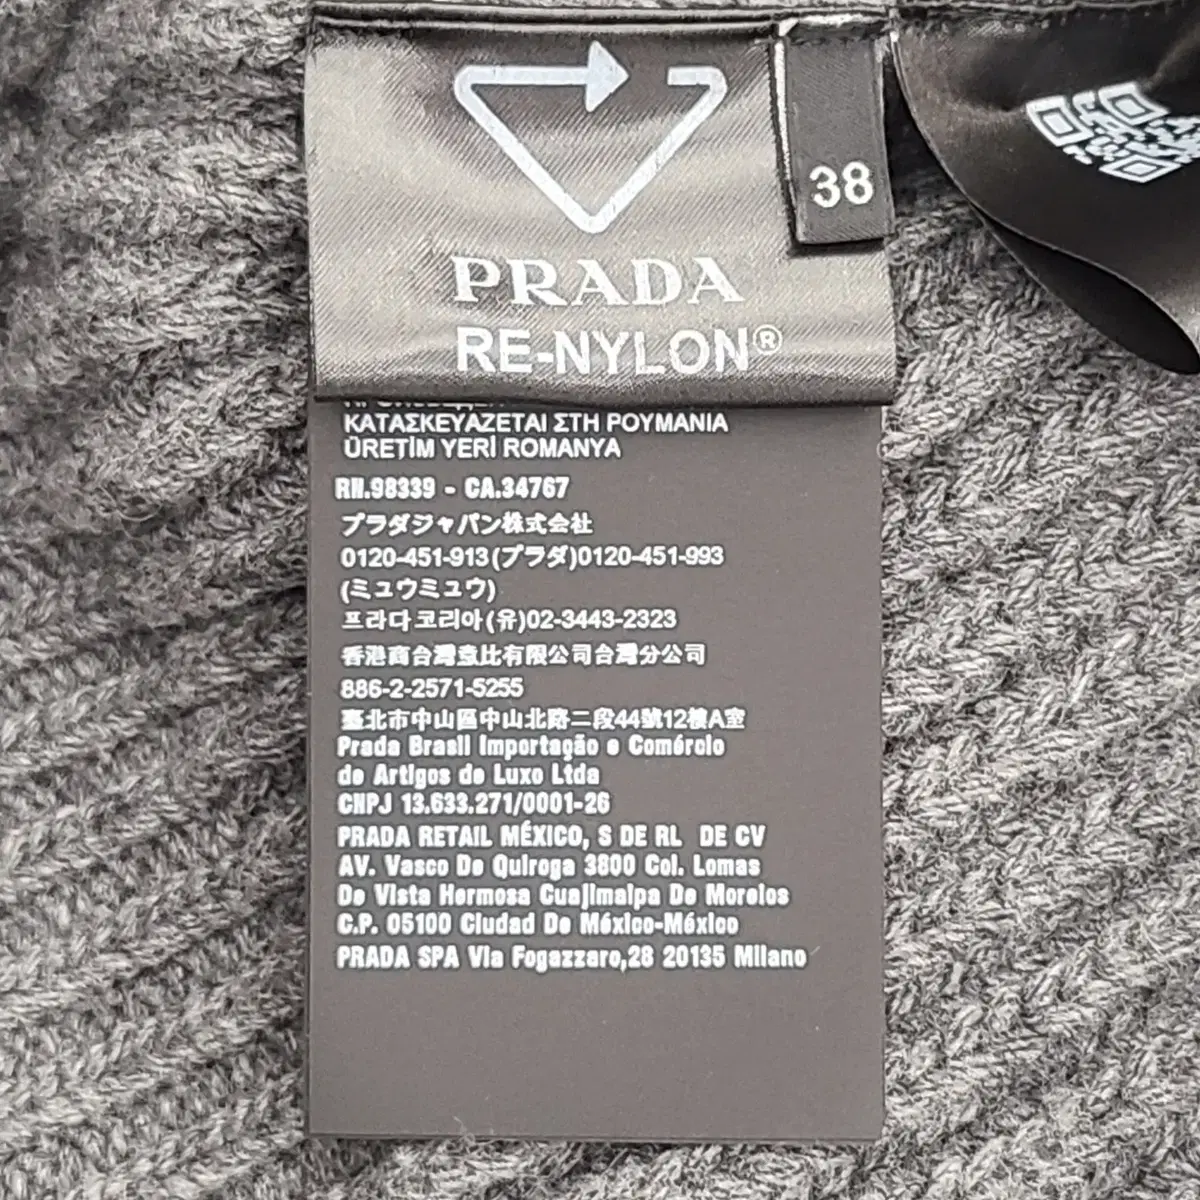 38
PRADA
RE-NYLON®
ΚΑΤΑΣΚΕΥΑΖΕΤΑΙ ΣΤΗ ΡΟΥΜΑΝΙΑ
ÜRETİM YERİ ROMANYA
RN.98339 - CA.34767
プラダジャパン株式会社
0120-451-913(プラダ)0120-451-993
(ミュウミュウ)
프라다 코리아(유)02-3443-2323
香港商台灣壹比有限公司台灣分公司
886-2-2571-5255
臺北市中山區中山北路二段44號12樓A室
Prada Brasil Importação e Comércio
de Artigos de Luxo Ltda
CNPJ 13.633.271/0001-26
PRADA RETAIL MÉXICO, S DE RL DE CV
AV. Vasco De Quiroga 3800 Col. Lomas
De Vista Hermosa Cuajimalpa De Morelos
C.P. 05100 Ciudad De México-México
PRADA SPA Via Fogazzaro,28 20135 Milano